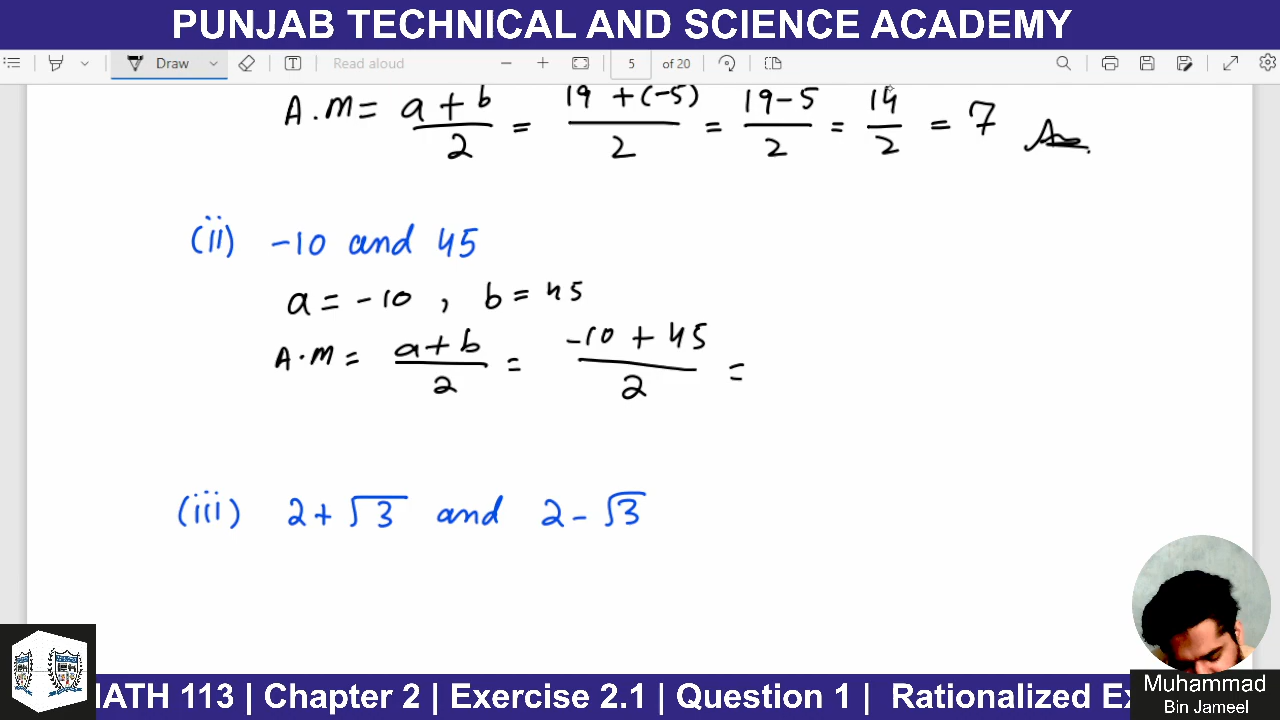 PUNJAB TECHNICAL AND SCIENCE ACADEMY
Draw Read aloud 5 of 20
A.M = a + b / 2 = 19 + (-5) / 2 = 19 - 5 / 2 = 14 / 2 = 7 Ans.
(ii) -10 and 45
a = -10 , b = 45
A.M = a + b / 2 = -10 + 45 / 2 =
(iii) 2 + √3 and 2 - √3
MATH 113 | Chapter 2 | Exercise 2.1 | Question 1 | Rationalized Ex
Muhammad
Bin Jameel